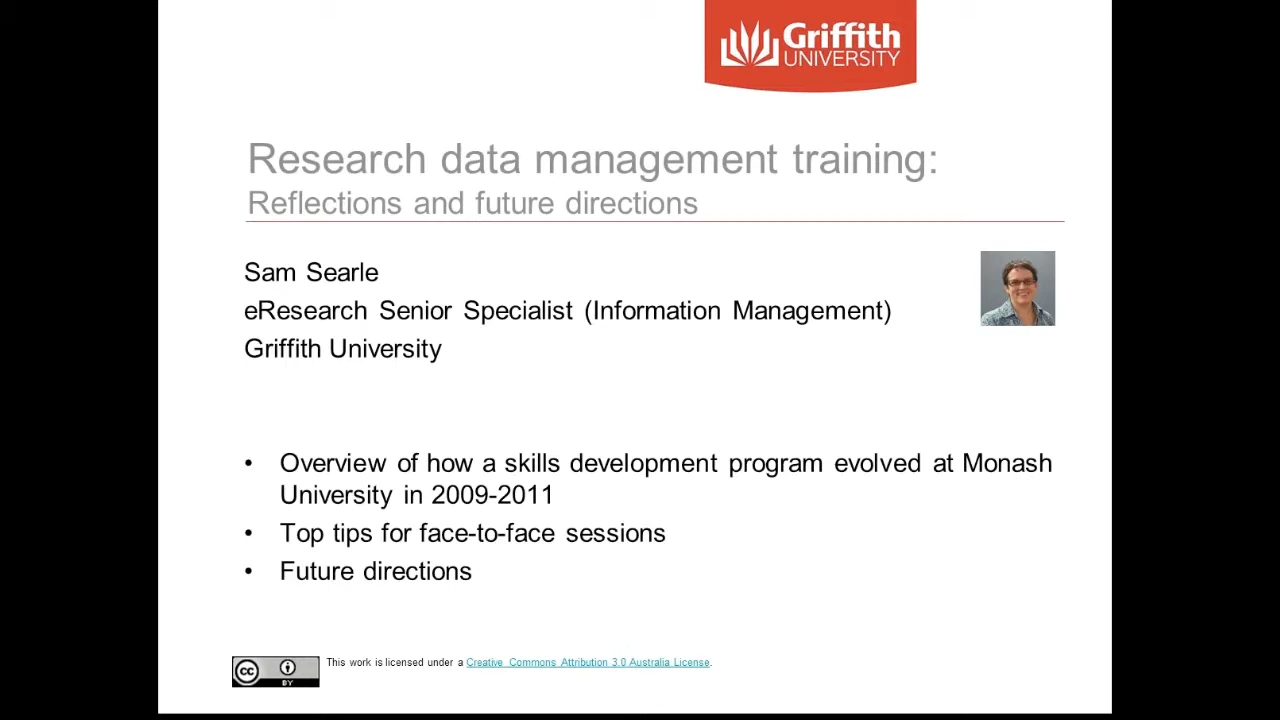 Griffith
UNIVERSITY
Research data management training:
Reflections and future directions
Sam Searle
eResearch Senior Specialist (Information Management)
Griffith University
• Overview of how a skills development program evolved at Monash
University in 2009-2011
• Top tips for face-to-face sessions
• Future directions
cc
BY
This work is licensed under a Creative Commons Attribution 3.0 Australia License.